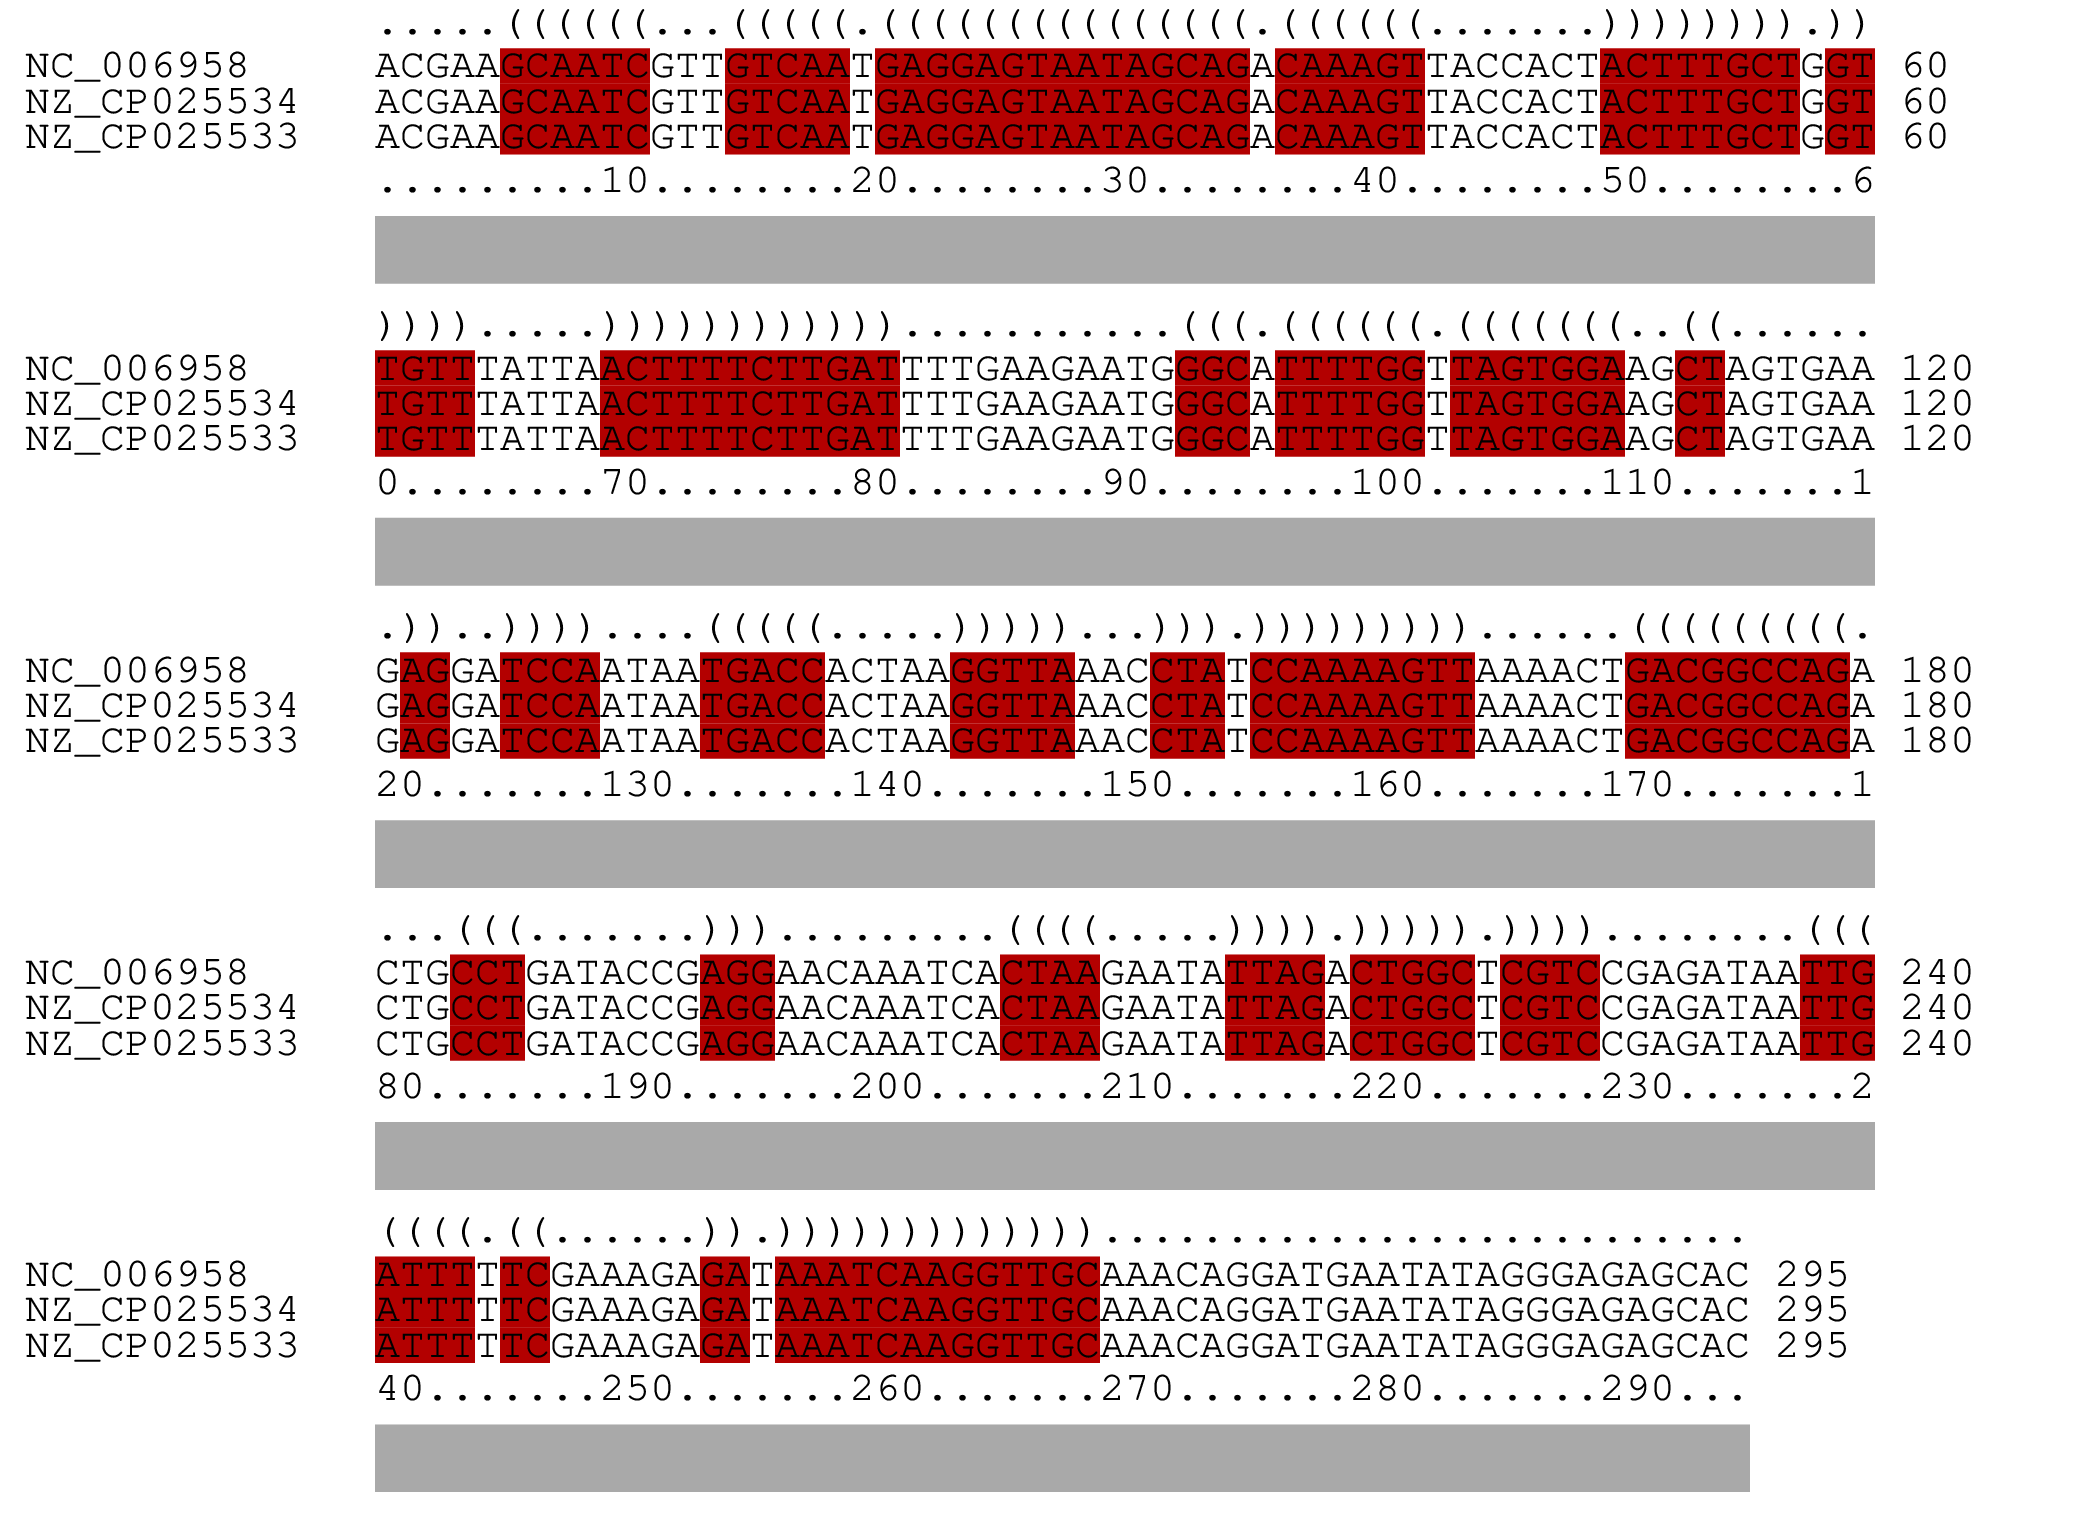 .....((((((...(((((.(((((((((((((((.((((((.......)))))))).))
NC_006958 ACGAAGCAATCGTTGTCAATGAGGAGTAATAGCAGACAAAGTTACCACTACTTTGCTGGT 60
NZ_CP025534 ACGAAGCAATCGTTGTCAATGAGGAGTAATAGCAGACAAAGTTACCACTACTTTGCTGGT 60
NZ_CP025533 ACGAAGCAATCGTTGTCAATGAGGAGTAATAGCAGACAAAGTTACCACTACTTTGCTGGT 60
.........10........20........30........40........50........6
)))).....))))))))))))...........(((.((((((.(((((((..((......
NC_006958 TGTTTATTAACTTTTCTTGATTTTGAAGAATGGGCATTTTGGTTAGTGGAAGCTAGTGAA 120
NZ_CP025534 TGTTTATTAACTTTTCTTGATTTTGAAGAATGGGCATTTTGGTTAGTGGAAGCTAGTGAA 120
NZ_CP025533 TGTTTATTAACTTTTCTTGATTTTGAAGAATGGGCATTTTGGTTAGTGGAAGCTAGTGAA 120
0........70........80........90........100.......110.......1
.))..))))....(((((.....)))))...))).)))))))))......(((((((((.
NC_006958 GAGGATCCAATAATGACCACTAAGGTTAAACCTATCCAAAAGTTAAAACTGACGGCCAGA 180
NZ_CP025534 GAGGATCCAATAATGACCACTAAGGTTAAACCTATCCAAAAGTTAAAACTGACGGCCAGA 180
NZ_CP025533 GAGGATCCAATAATGACCACTAAGGTTAAACCTATCCAAAAGTTAAAACTGACGGCCAGA 180
20.......130.......140.......150.......160.......170.......1
...(((.......))).........((((.....)))).))))).))))........(((
NC_006958 CTGCCTGATACCGAGGAACAAATCACTAAGAATATTAGACTGGCTCGTCCGAGATAATTG 240
NZ_CP025534 CTGCCTGATACCGAGGAACAAATCACTAAGAATATTAGACTGGCTCGTCCGAGATAATTG 240
NZ_CP025533 CTGCCTGATACCGAGGAACAAATCACTAAGAATATTAGACTGGCTCGTCCGAGATAATTG 240
80.......190.......200.......210.......220.......230.......2
((((.((......)).)))))))))))))..........................
NC_006958 ATTTTTCGAAAGAGATAAATCAAGGTTGCAAACAGGATGAATATAGGGAGAGCAC 295
NZ_CP025534 ATTTTTCGAAAGAGATAAATCAAGGTTGCAAACAGGATGAATATAGGGAGAGCAC 295
NZ_CP025533 ATTTTTCGAAAGAGATAAATCAAGGTTGCAAACAGGATGAATATAGGGAGAGCAC 295
40.......250.......260.......270.......280.......290...